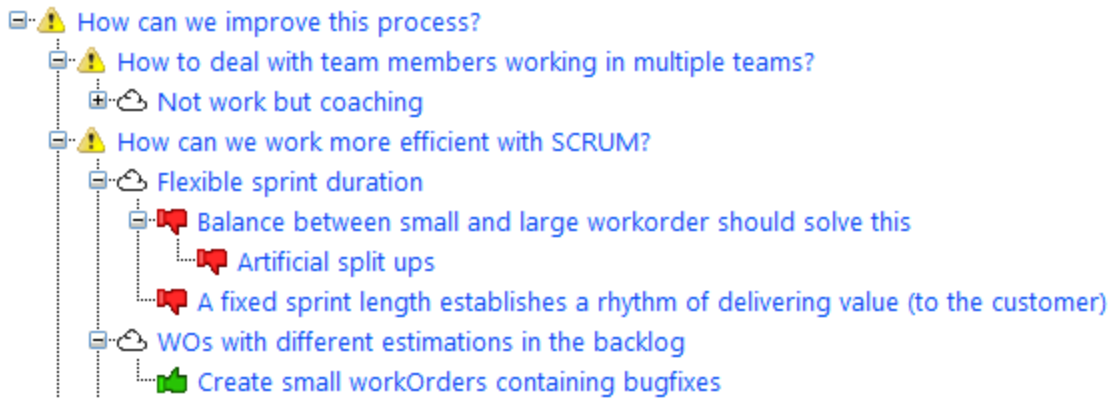 How can we improve this process?
How to deal with team members working in multiple teams?
Not work but coaching
How can we work more efficient with SCRUM?
Flexible sprint duration
Balance between small and large workorder should solve this
Artificial split ups
A fixed sprint length establishes a rhythm of delivering value (to the customer)
WOs with different estimations in the backlog
Create small workOrders containing bugfixes